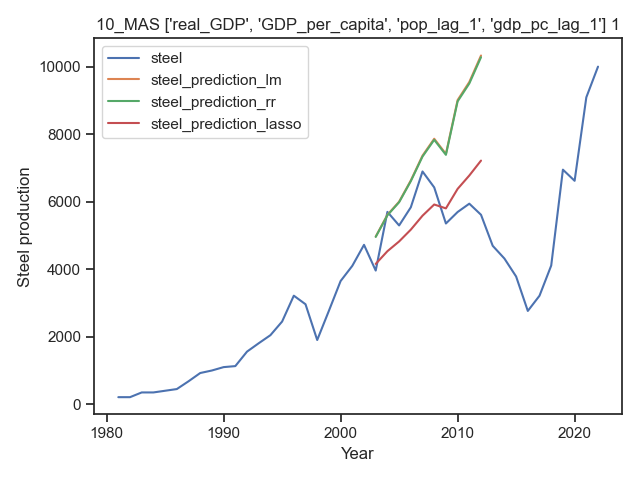 10_MAS ['real_GDP', 'GDP_per_capita', 'pop_lag_1', 'gdp_pc_lag_1'] 1
steel
steel_prediction_lm
steel_prediction_rr
steel_prediction_lasso
10000
8000
6000
4000
2000
0
Steel production
1980
1990
2000
2010
2020
Year